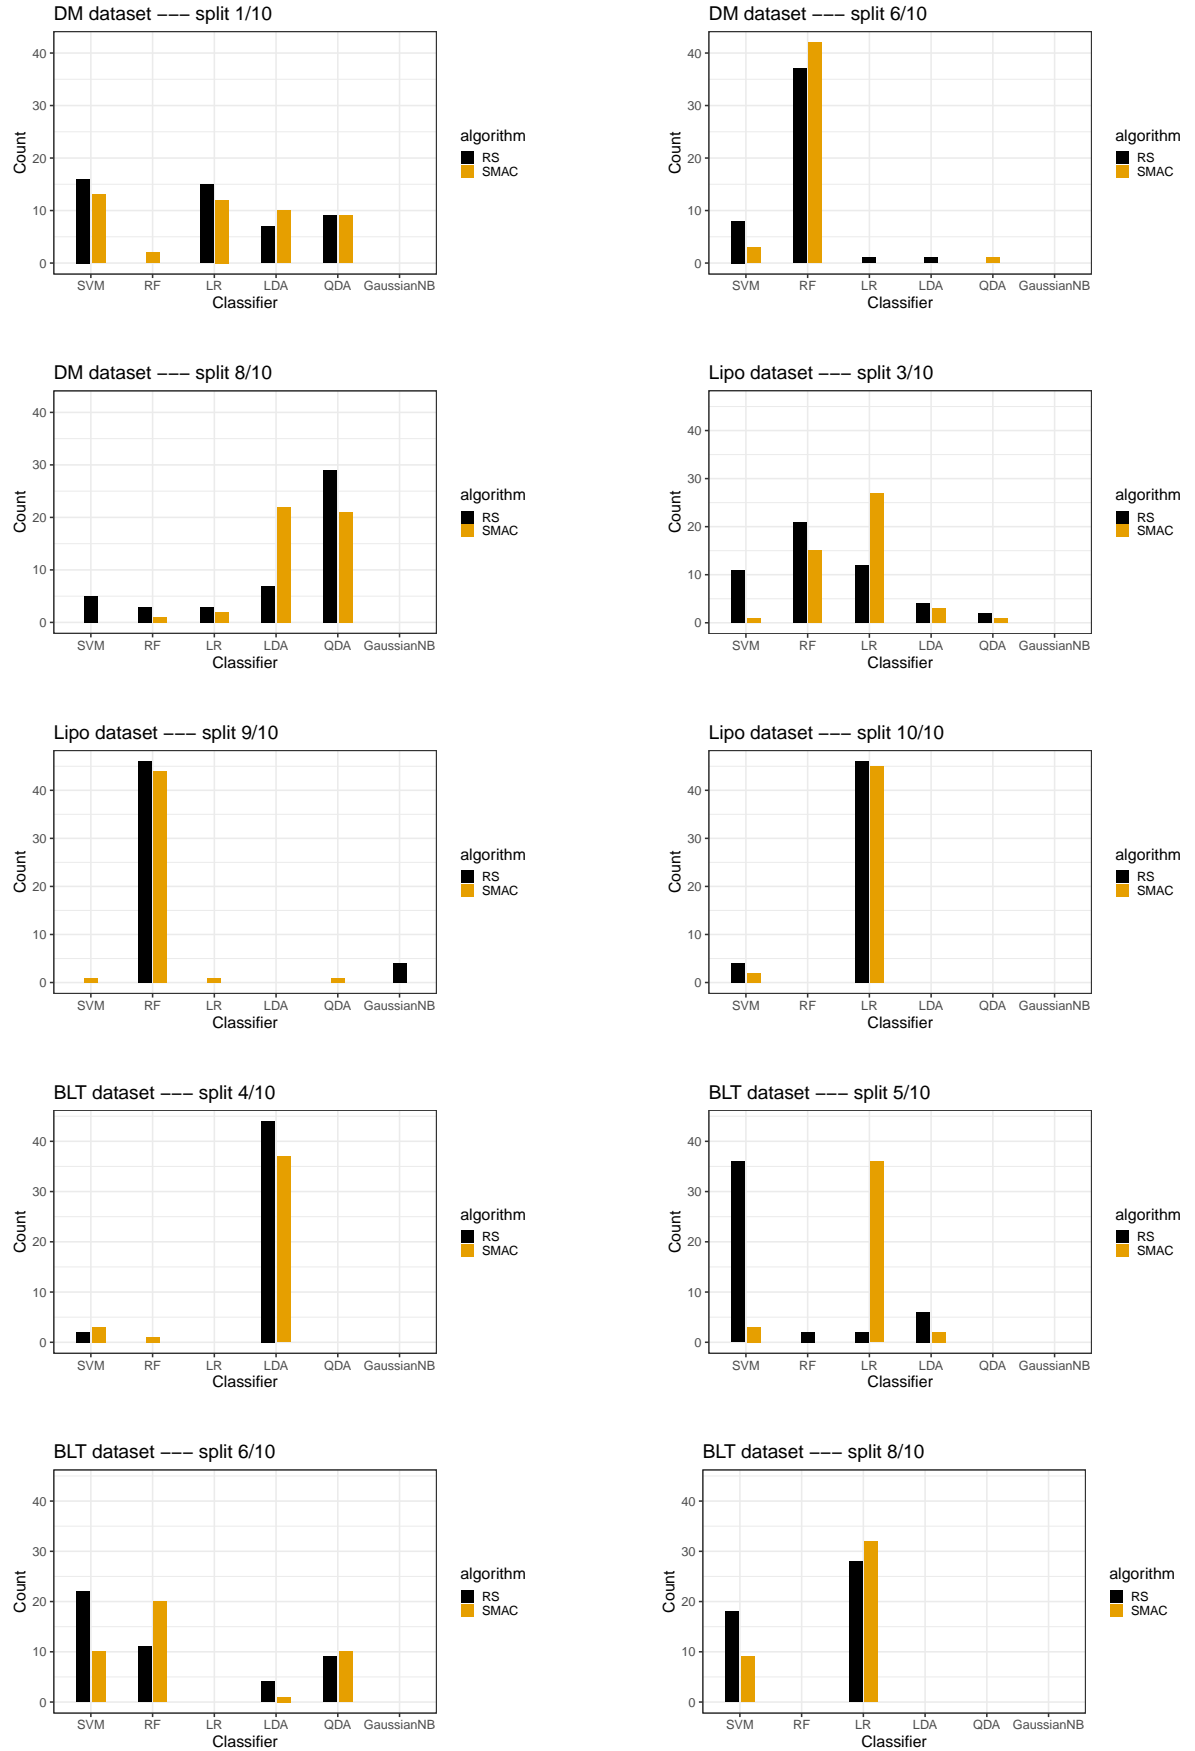 DM dataset −−− split 1/10
40
30
20
10
0
Count
SVM RF LR LDA QDA GaussianNB
Classifier
algorithm
RS
SMAC
DM dataset −−− split 6/10
40
30
20
10
0
Count
SVM RF LR LDA QDA GaussianNB
Classifier
algorithm
RS
SMAC
DM dataset −−− split 8/10
40
30
20
10
0
Count
SVM RF LR LDA QDA GaussianNB
Classifier
algorithm
RS
SMAC
Lipo dataset −−− split 3/10
40
30
20
10
0
Count
SVM RF LR LDA QDA GaussianNB
Classifier
algorithm
RS
SMAC
Lipo dataset −−− split 9/10
40
30
20
10
0
Count
SVM RF LR LDA QDA GaussianNB
Classifier
algorithm
RS
SMAC
Lipo dataset −−− split 10/10
40
30
20
10
0
Count
SVM RF LR LDA QDA GaussianNB
Classifier
algorithm
RS
SMAC
BLT dataset −−− split 4/10
40
30
20
10
0
Count
SVM RF LR LDA QDA GaussianNB
Classifier
algorithm
RS
SMAC
BLT dataset −−− split 5/10
40
30
20
10
0
Count
SVM RF LR LDA QDA GaussianNB
Classifier
algorithm
RS
SMAC
BLT dataset −−− split 6/10
40
30
20
10
0
Count
SVM RF LR LDA QDA GaussianNB
Classifier
algorithm
RS
SMAC
BLT dataset −−− split 8/10
40
30
20
10
0
Count
SVM RF LR LDA QDA GaussianNB
Classifier
algorithm
RS
SMAC